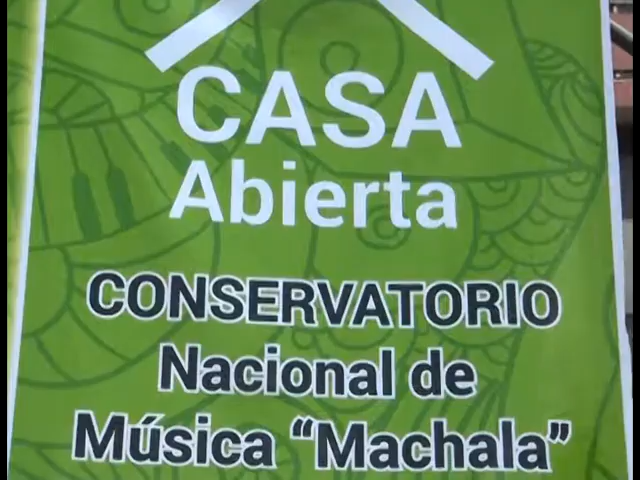 CASA
Abierta
CONSERVATORIO
Nacional de
Música “Machala”